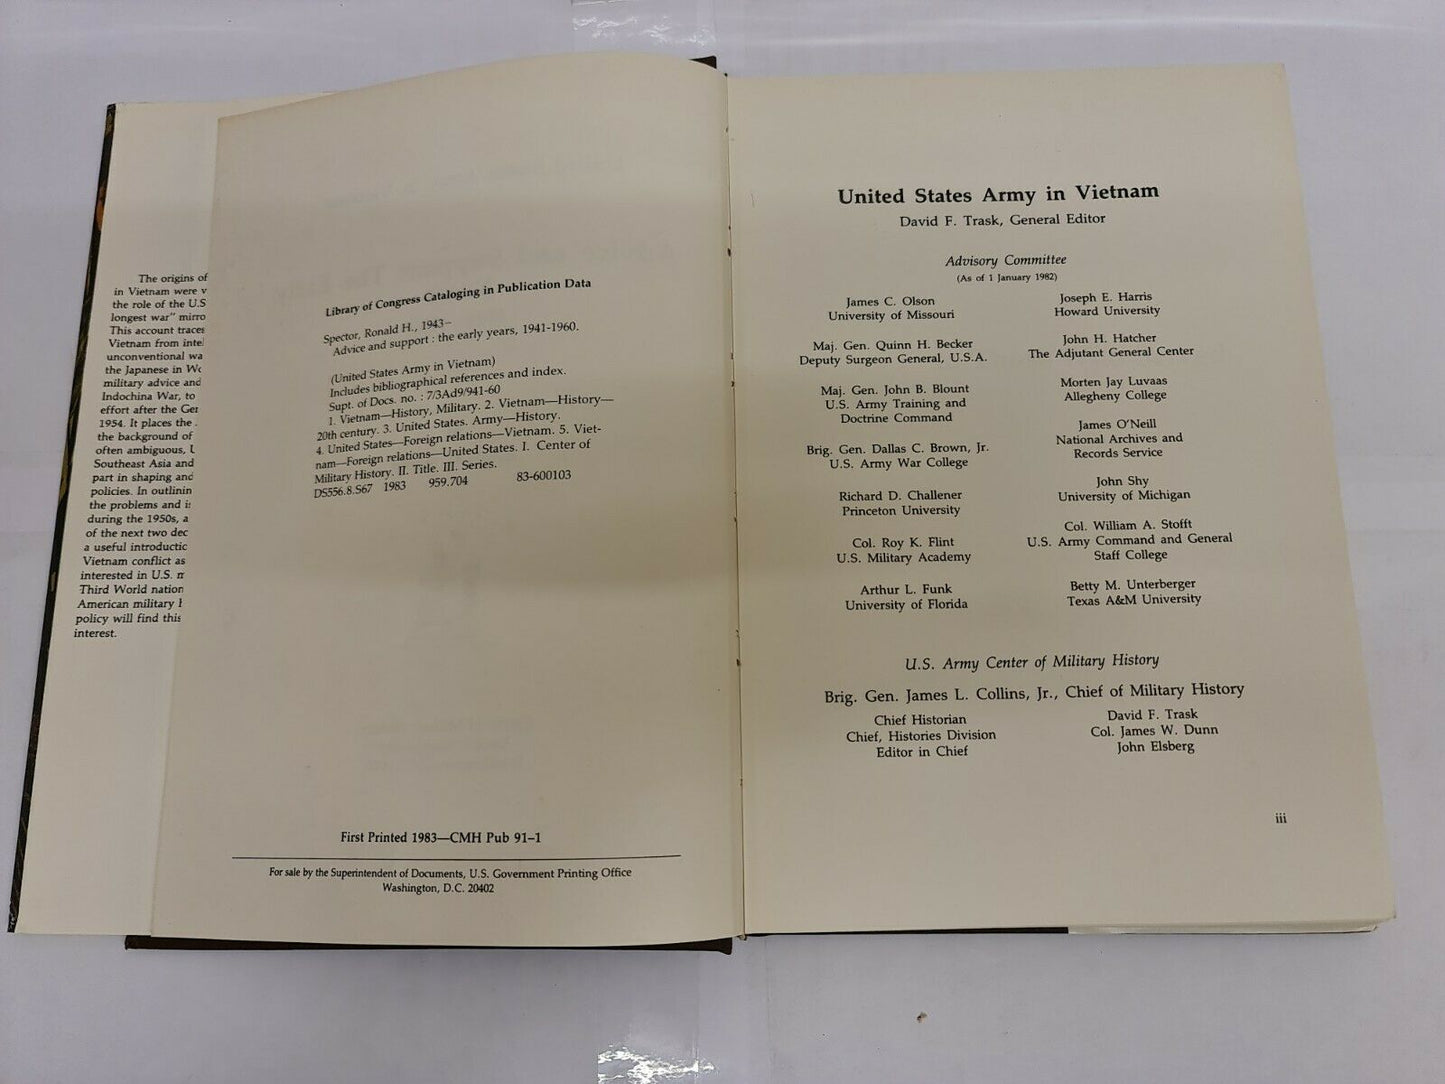 The origins of
in Vietnam were
the role of the U.S
longest war" mirro
This account traces
Vietnam from
unconventional wa
the Japanese in
military advice and
Indochina War, to
effort after the Ger
1954. It places the
the background of
often ambiguous,
Southeast Asia and
part in shaping and
policies. In outlinin
the problems and
during the 1950s, a
of the next two dec
a useful introductic
Vietnam conflict as
interested in U.S.
Third World nation
American military
policy will find this
interest.
Library of Congress Cataloging in Publication Data
Spector, Ronald H., 1943–
Advice and support : the early years, 1941-1960.
(United States Army in Vietnam)
Includes bibliographical references and index.
Supt. of Docs. no. : 7/3Ad9/941-60
1. Vietnam—History, Military. 2. Vietnam—History—
20th century. 3. United States. Army—History.
4. United States—Foreign relations—Vietnam. 5. Viet-
nam—Foreign relations—United States. I. Center of
Military History. II. Title. III. Series.
DS556.8.S67 1983 959.704 83-600103
First Printed 1983—CMH Pub 91–1
For sale by the Superintendent of Documents, U.S. Government Printing Office
Washington, D.C. 20402
United States Army in Vietnam
David F. Trask, General Editor
Advisory Committee
(As of 1 January 1982)
James C. Olson
University of Missouri
Maj. Gen. Quinn H. Becker
Deputy Surgeon General, U.S.A.
Maj. Gen. John B. Blount
U.S. Army Training and
Doctrine Command
Brig. Gen. Dallas C. Brown, Jr.
U.S. Army War College
Richard D. Challener
Princeton University
Col. Roy K. Flint
U.S. Military Academy
Arthur L. Funk
University of Florida
Joseph E. Harris
Howard University
John H. Hatcher
The Adjutant General Center
Morten Jay Luvaas
Allegheny College
James O'Neill
National Archives and
Records Service
John Shy
University of Michigan
Col. William A. Stofft
U.S. Army Command and General
Staff College
Betty M. Unterberger
Texas A&M University
U.S. Army Center of Military History
Brig. Gen. James L. Collins, Jr., Chief of Military History
Chief Historian David F. Trask
Chief, Histories Division Col. James W. Dunn
Editor in Chief John Elsberg
iii